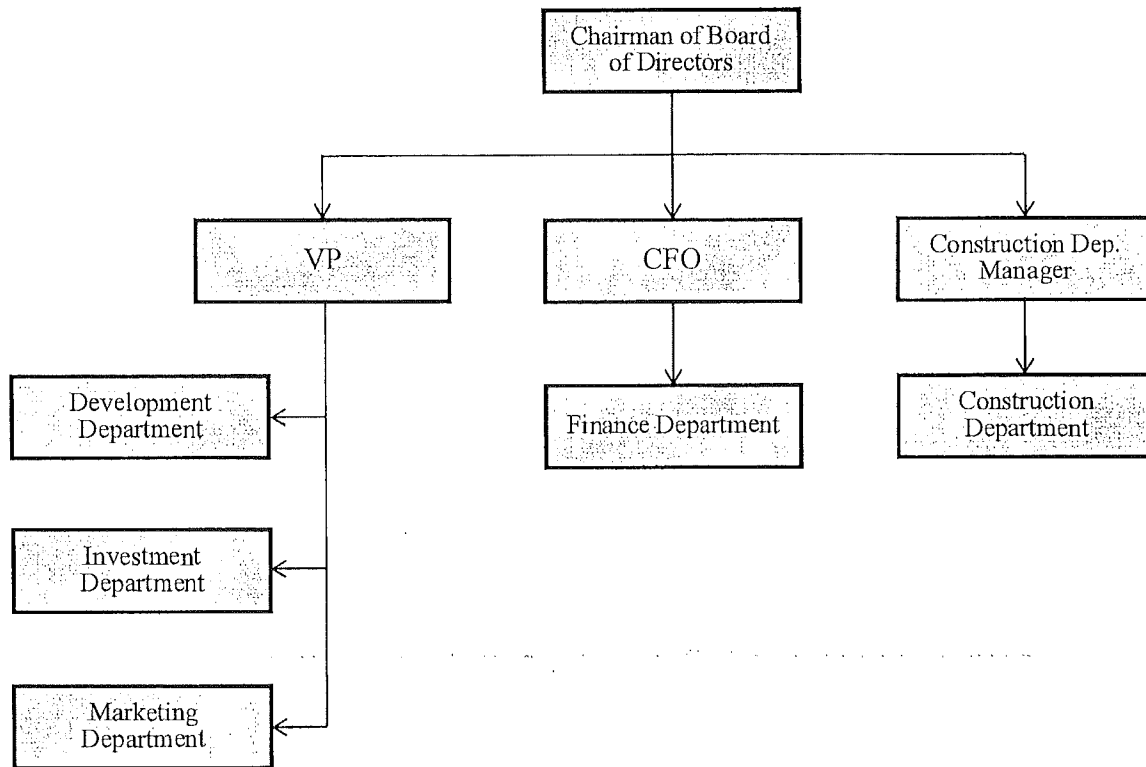 Chairman of Board
of Directors
VP
CFO
Construction Dep.
Manager
Development
Department
Finance Department
Construction
Department
Investment
Department
Marketing
Department